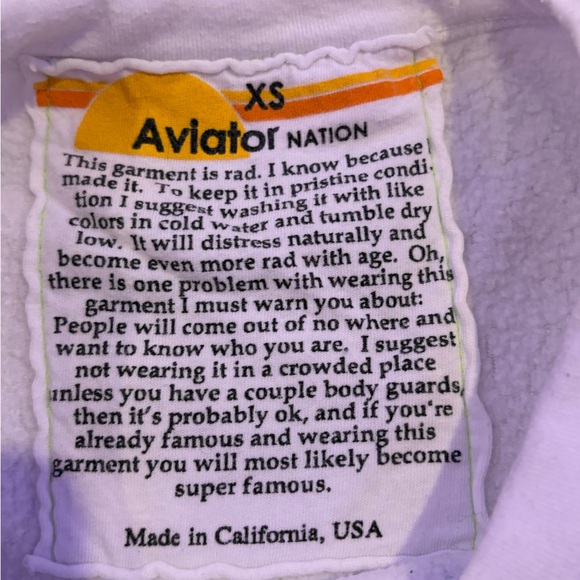 XS
Aviator NATION
This garment is rad. I know because I
made it. To keep it in pristine condi-
tion I suggest washing it with like
colors in cold water and tumble dry
low. It will distress naturally and
become even more rad with age. Oh,
there is one problem with wearing this
garment I must warn you about:
People will come out of no where and
want to know who you are. I suggest
not wearing it in a crowded place
unless you have a couple body guards,
then it's probably ok, and if you're
already famous and wearing this
garment you will most likely become
super famous.
Made in California, USA